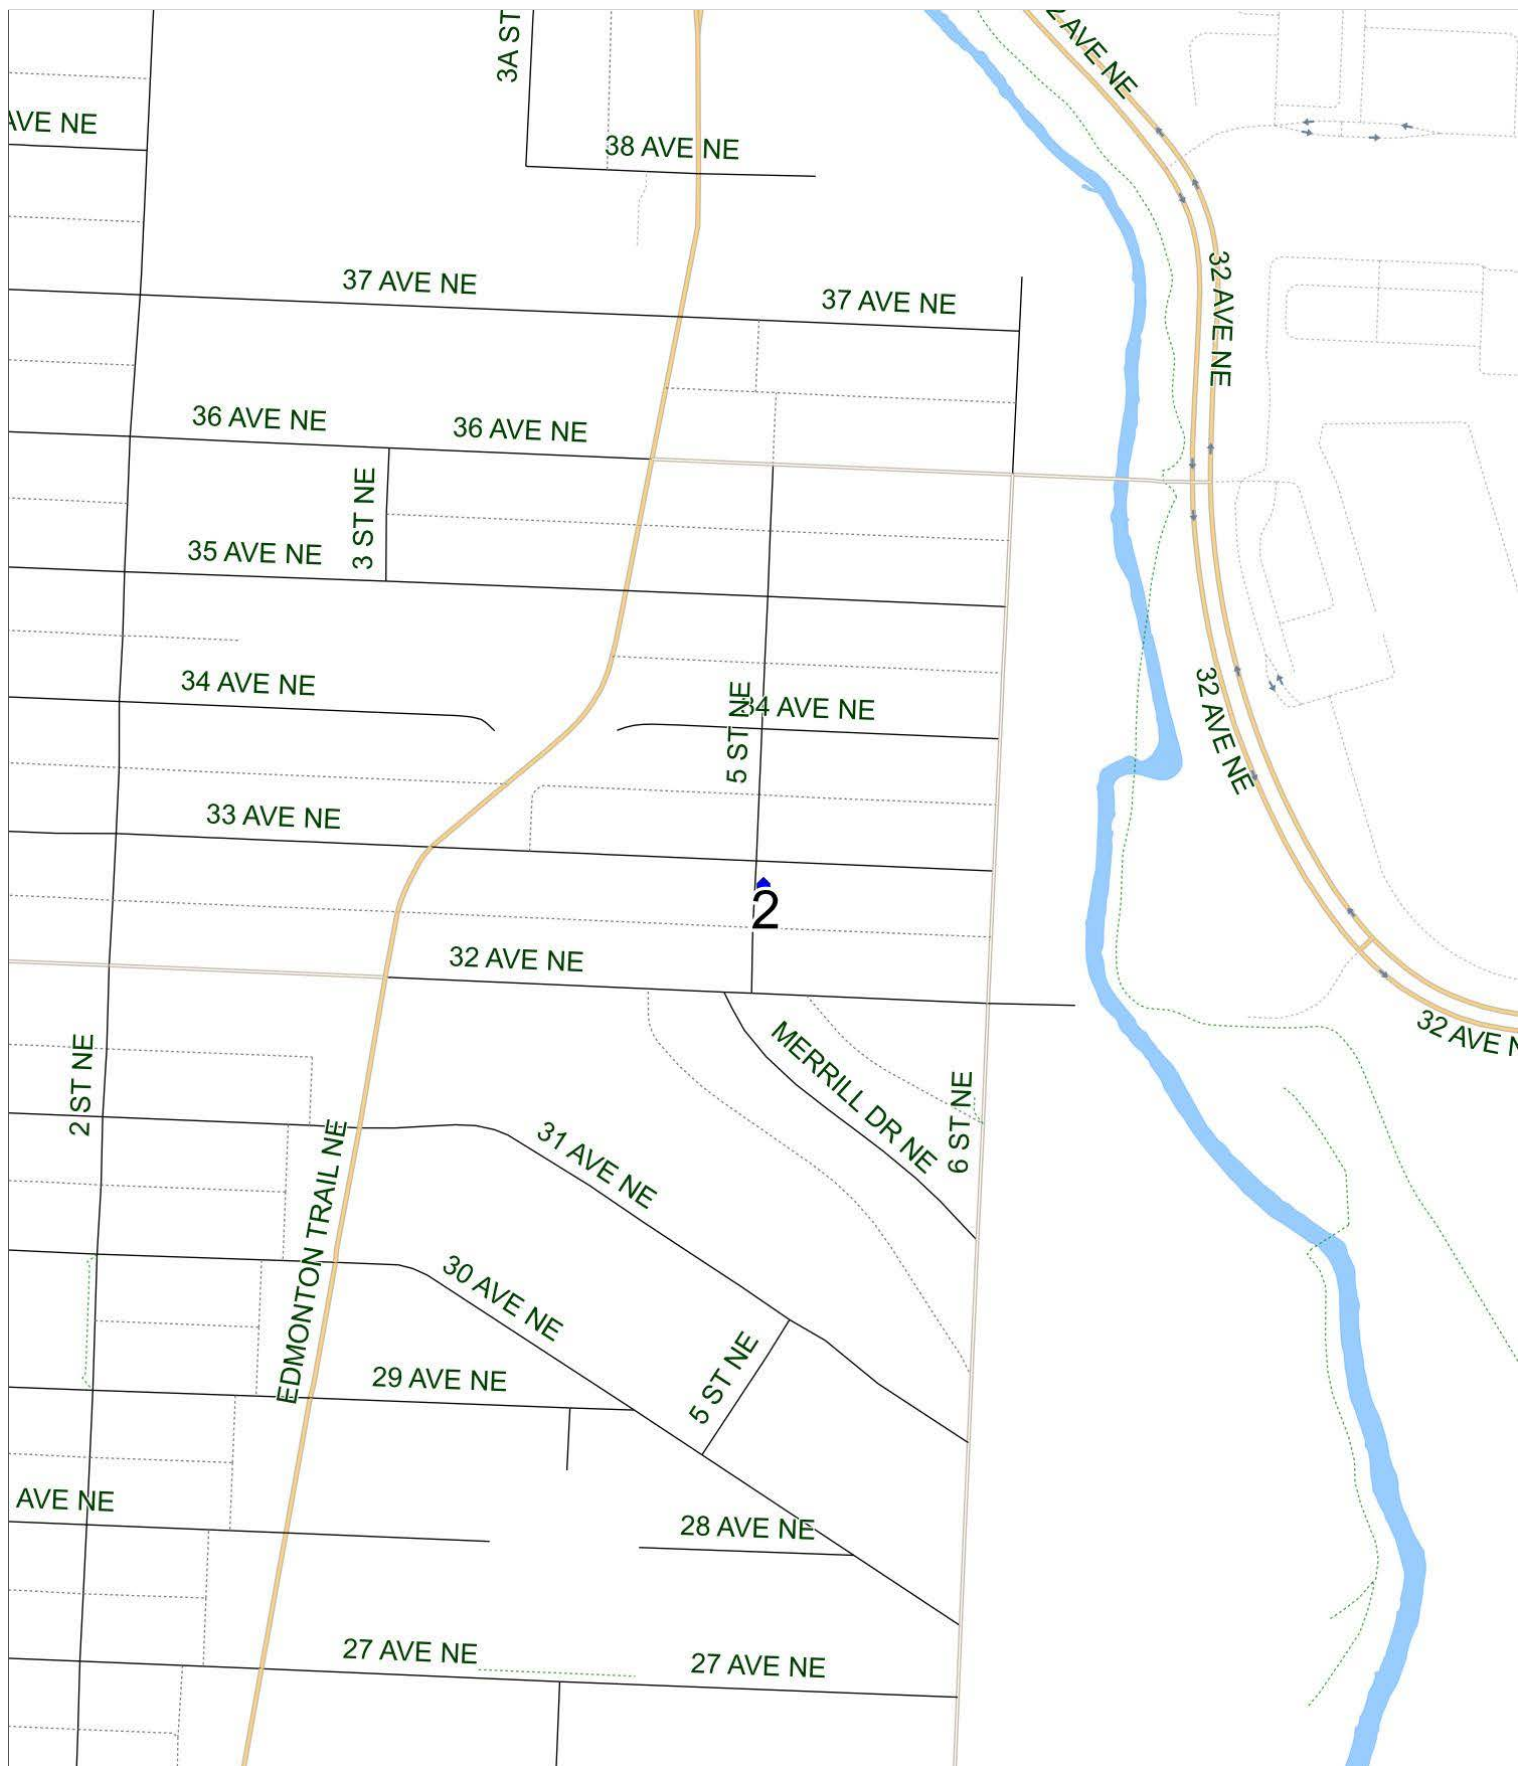 3A ST
2 AVE NE
AVE NE
38 AVE NE
37 AVE NE
37 AVE NE
32 AVE NE
36 AVE NE
36 AVE NE
3 ST NE
35 AVE NE
34 AVE NE
5 ST NE
34 AVE NE
32 AVE NE
33 AVE NE
2
32 AVE NE
2 ST NE
MERRILL DR NE
6 ST NE
32 AVE N
EDMONTON TRAIL NE
31 AVE NE
30 AVE NE
29 AVE NE
5 ST NE
AVE NE
28 AVE NE
27 AVE NE
27 AVE NE